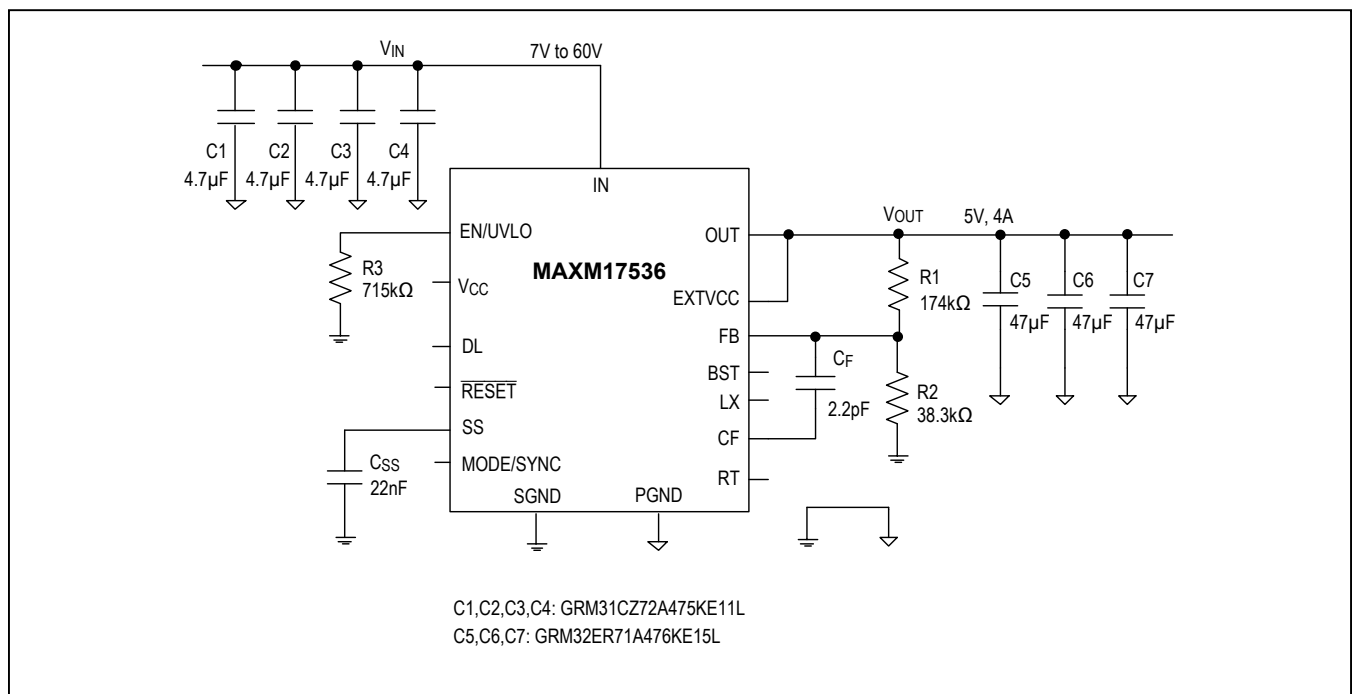 VIN
7V to 60V
C1
4.7µF
C2
4.7µF
C3
4.7µF
C4
4.7µF
IN
EN/UVLO
R3
715kΩ
VCC
DL
RESET
SS
CSS
22nF
MODE/SYNC
SGND
PGND
MAXM17536
OUT
EXTVCC
FB
BST
LX
CF
RT
VOUT
5V, 4A
R1
174kΩ
CF
2.2pF
R2
38.3kΩ
C5
47µF
C6
47µF
C7
47µF
C1,C2,C3,C4: GRM31CZ72A475KE11L
C5,C6,C7: GRM32ER71A476KE15L